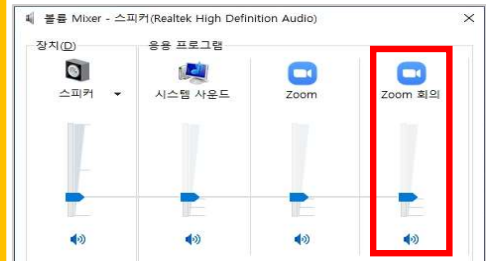 볼륨 Mixer - 스피커(Realtek High Definition Audio)
장치(D)
응용 프로그램
스피커
시스템 사운드
Zoom
Zoom 회의